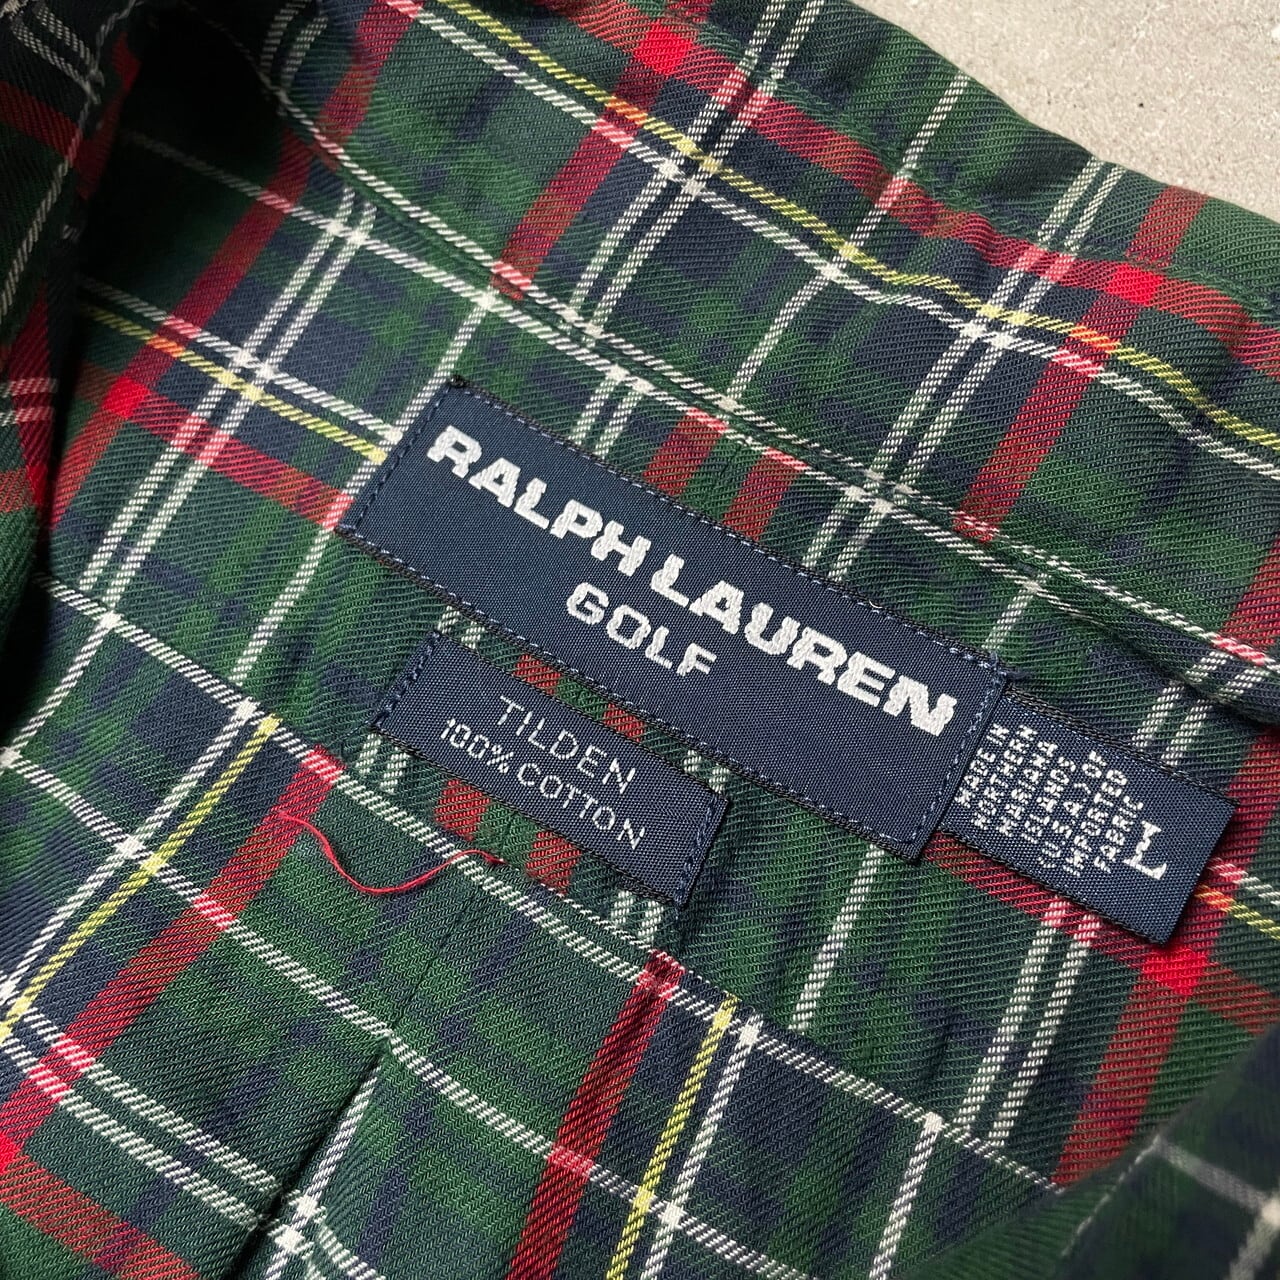 RALPH LAUREN
GOLF
TILDEN
100% COTTON
L
MADE IN
NORTHERN
MARIANA
ISLANDS
U S A / OF
IMPORTED
FABRIC